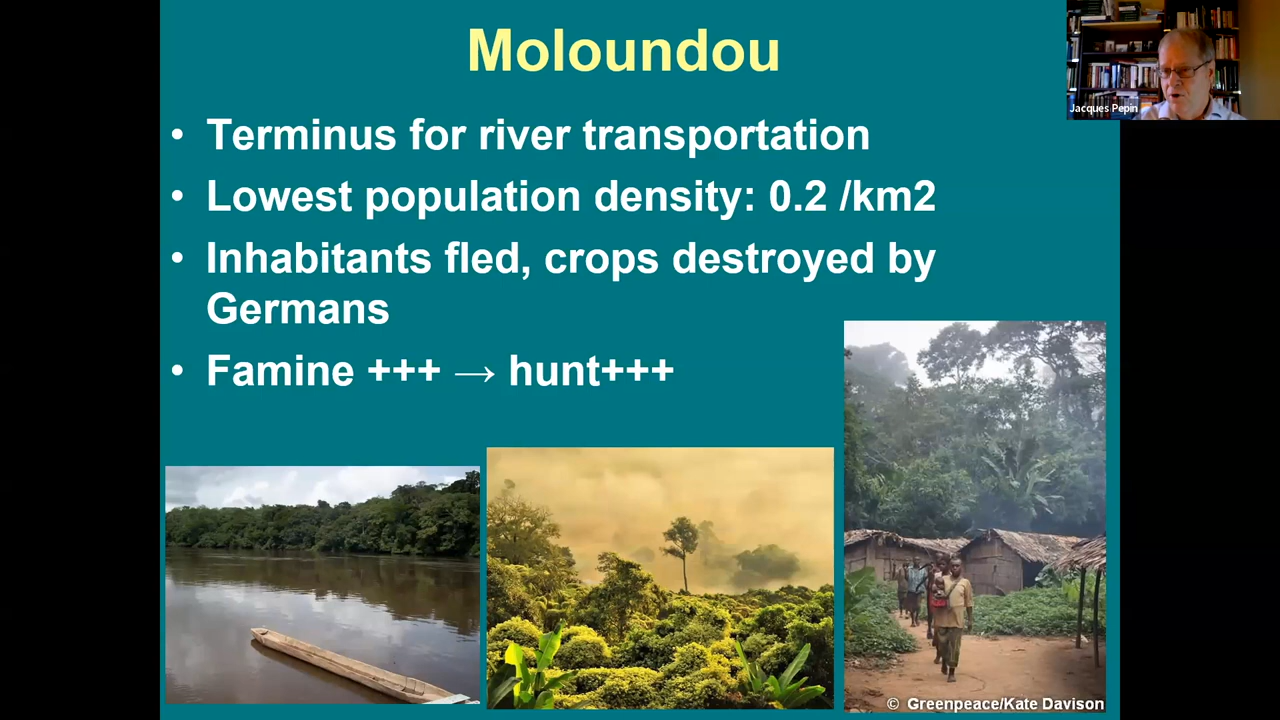 Moloundou
• Terminus for river transportation
• Lowest population density: 0.2 /km2
• Inhabitants fled, crops destroyed by
Germans
• Famine +++ → hunt+++
© Greenpeace/Kate Davison
Jacques Pepin